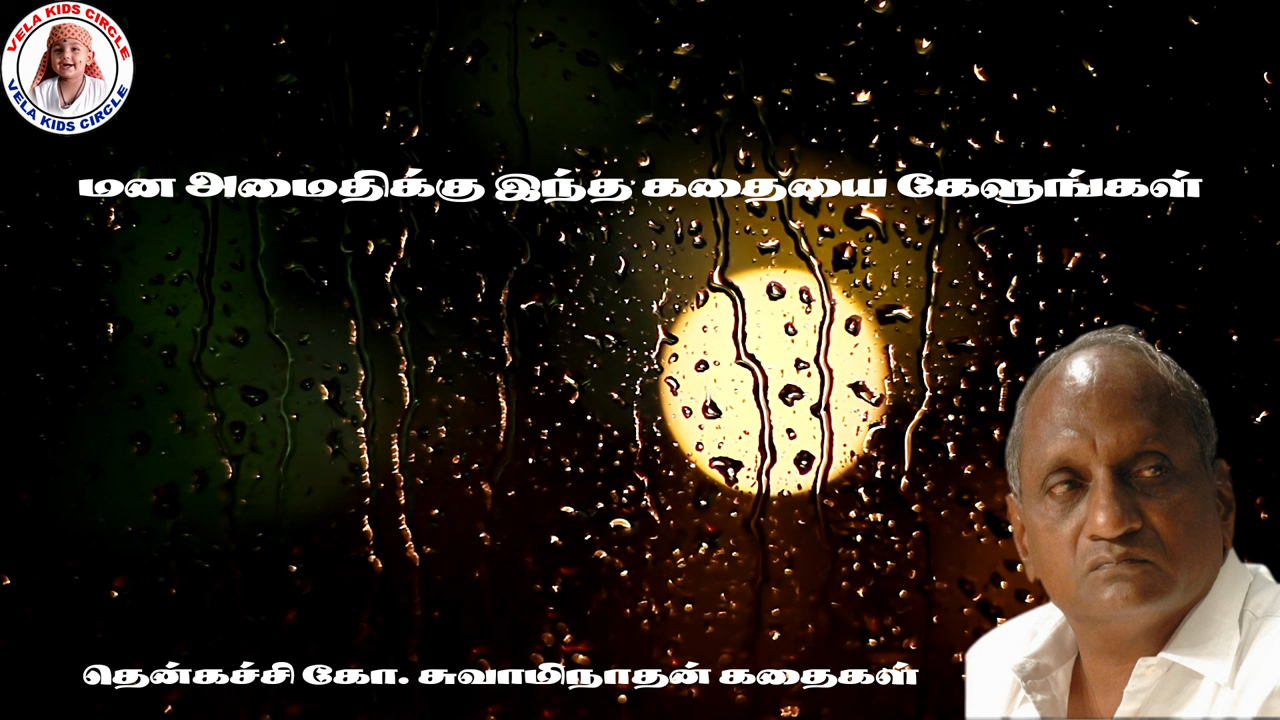 VELA KIDS CIRCLE
VELA KIDS CIRCLE
மன அமைதிக்கு இந்த கதையை கேளுங்கள்
தென்கச்சி கோ. சுவாமிநாதன் கதைகள்